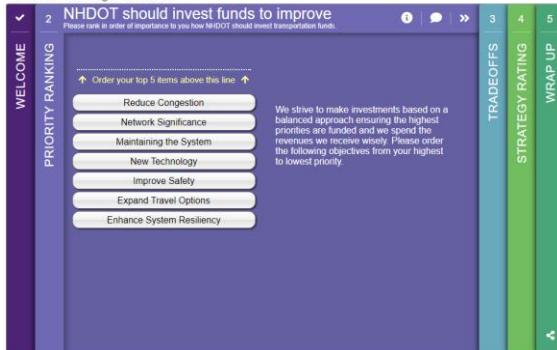 WELCOME
2
PRIORITY RANKING
NHDOT should invest funds to improve
Please rank in order of importance to you how NHDOT should invest transportation funds.
Order your top 5 items above this line
Reduce Congestion
Network Significance
Maintaining the System
New Technology
Improve Safety
Expand Travel Options
Enhance System Resiliency
We strive to make investments based on a
balanced approach ensuring the highest
priorities are funded and we spend the
revenues we receive wisely. Please order
the following objectives from your highest
to lowest priority.
3
TRADEOFFS
4
STRATEGY RATING
5
WRAP UP